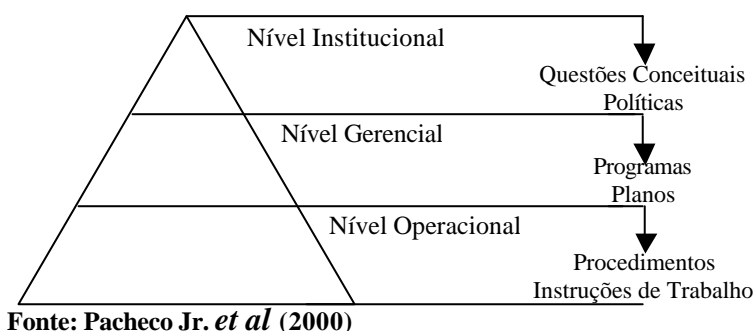 Nível Institucional
Questões Conceituais
Políticas
Nível Gerencial
Programas
Planos
Nível Operacional
Procedimentos
Instruções de Trabalho
Fonte: Pacheco Jr. et al (2000)